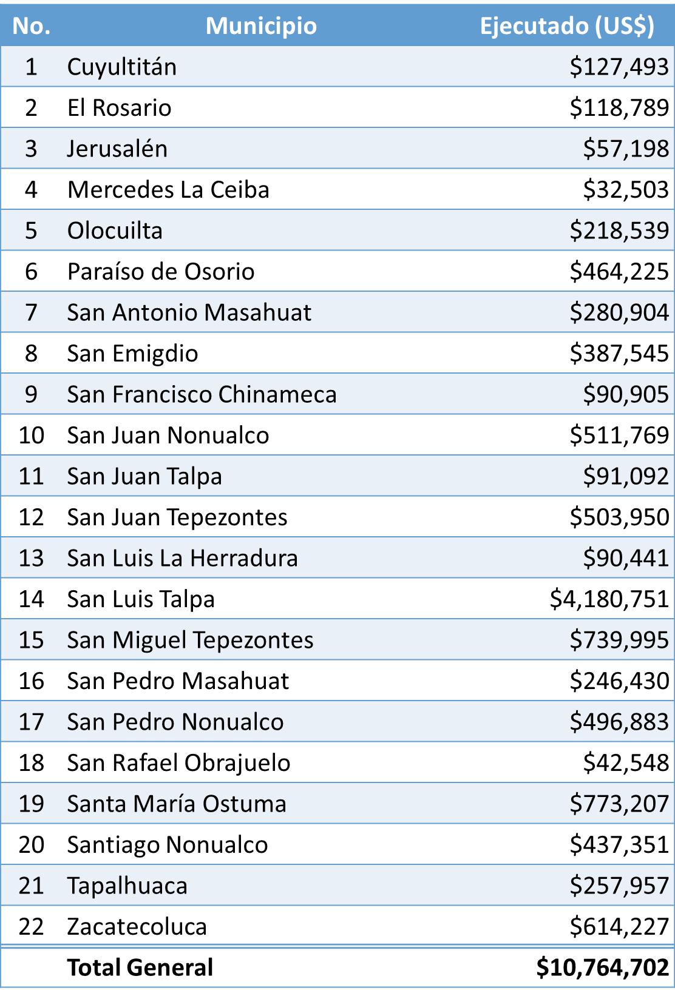 No. Municipio Ejecutado (US$)
1 Cuyultitán $127,493
2 El Rosario $118,789
3 Jerusalén $57,198
4 Mercedes La Ceiba $32,503
5 Olocuilta $218,539
6 Paraíso de Osorio $464,225
7 San Antonio Masahuat $280,904
8 San Emigdio $387,545
9 San Francisco Chinameca $90,905
10 San Juan Nonualco $511,769
11 San Juan Talpa $91,092
12 San Juan Tepezontes $503,950
13 San Luis La Herradura $90,441
14 San Luis Talpa $4,180,751
15 San Miguel Tepezontes $739,995
16 San Pedro Masahuat $246,430
17 San Pedro Nonualco $496,883
18 San Rafael Obrajuelo $42,548
19 Santa María Ostuma $773,207
20 Santiago Nonualco $437,351
21 Tapalhuaca $257,957
22 Zacatecoluca $614,227
Total General $10,764,702